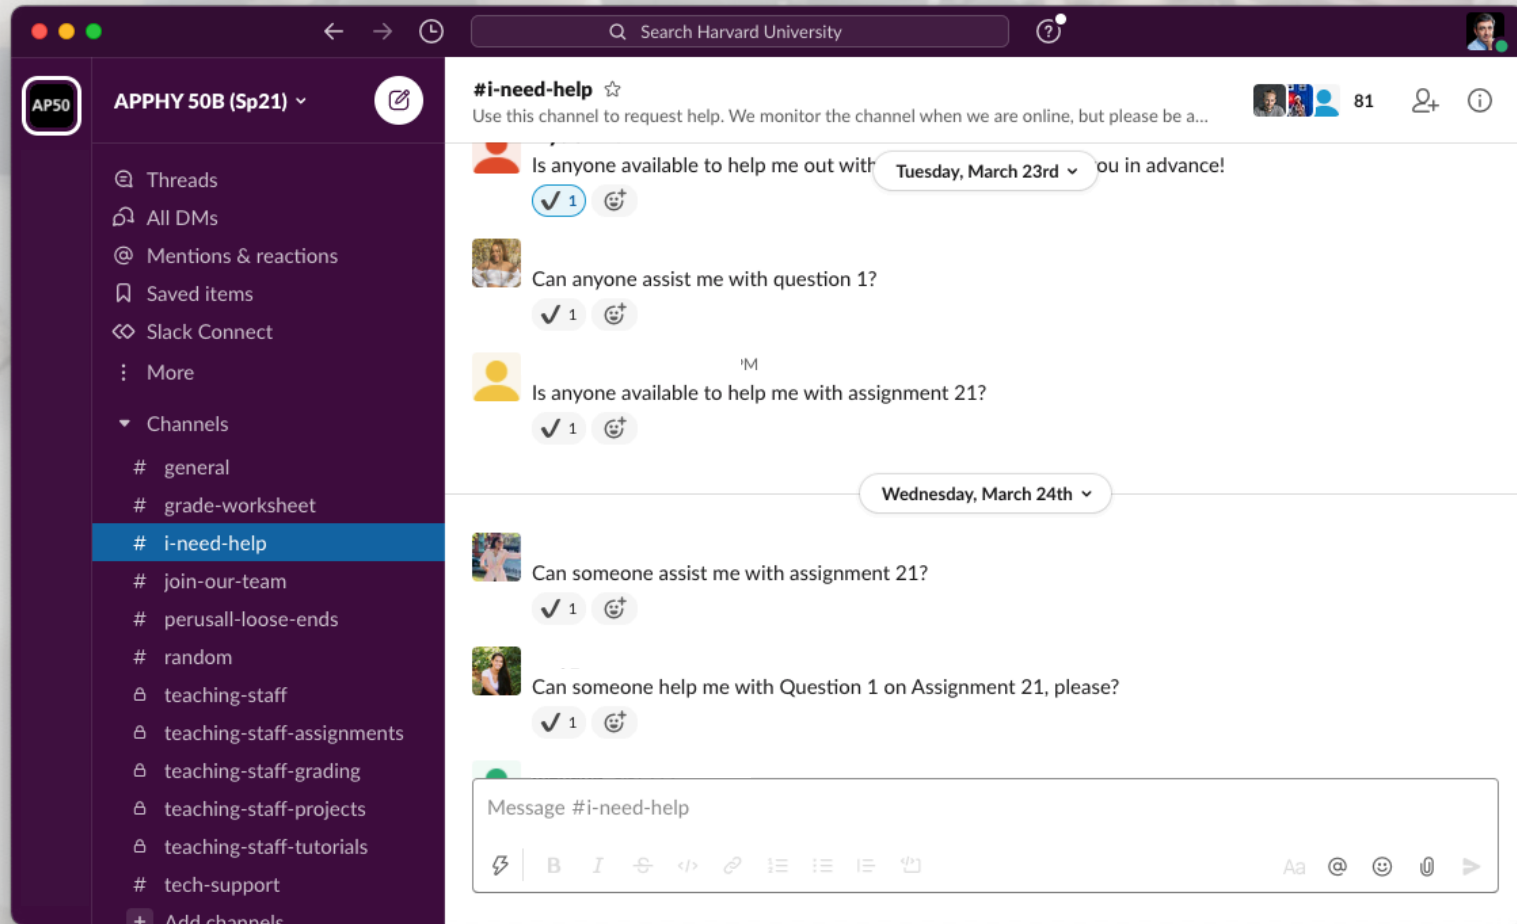 Search Harvard University
AP50
APPHY 50B (Sp21)
Threads
All DMs
Mentions & reactions
Saved items
Slack Connect
More
Channels
# general
# grade-worksheet
# i-need-help
# join-our-team
# perusall-loose-ends
# random
teaching-staff
teaching-staff-assignments
teaching-staff-grading
teaching-staff-projects
teaching-staff-tutorials
# tech-support
+ Add channels
#i-need-help
81
Use this channel to request help. We monitor the channel when we are online, but please be a...
Tuesday, March 23rd
Is anyone available to help me out with ou in advance!
1
Can anyone assist me with question 1?
1
PM
Is anyone available to help me with assignment 21?
1
Wednesday, March 24th
Can someone assist me with assignment 21?
1
Can someone help me with Question 1 on Assignment 21, please?
1
Message #i-need-help
B I S </> Aa @